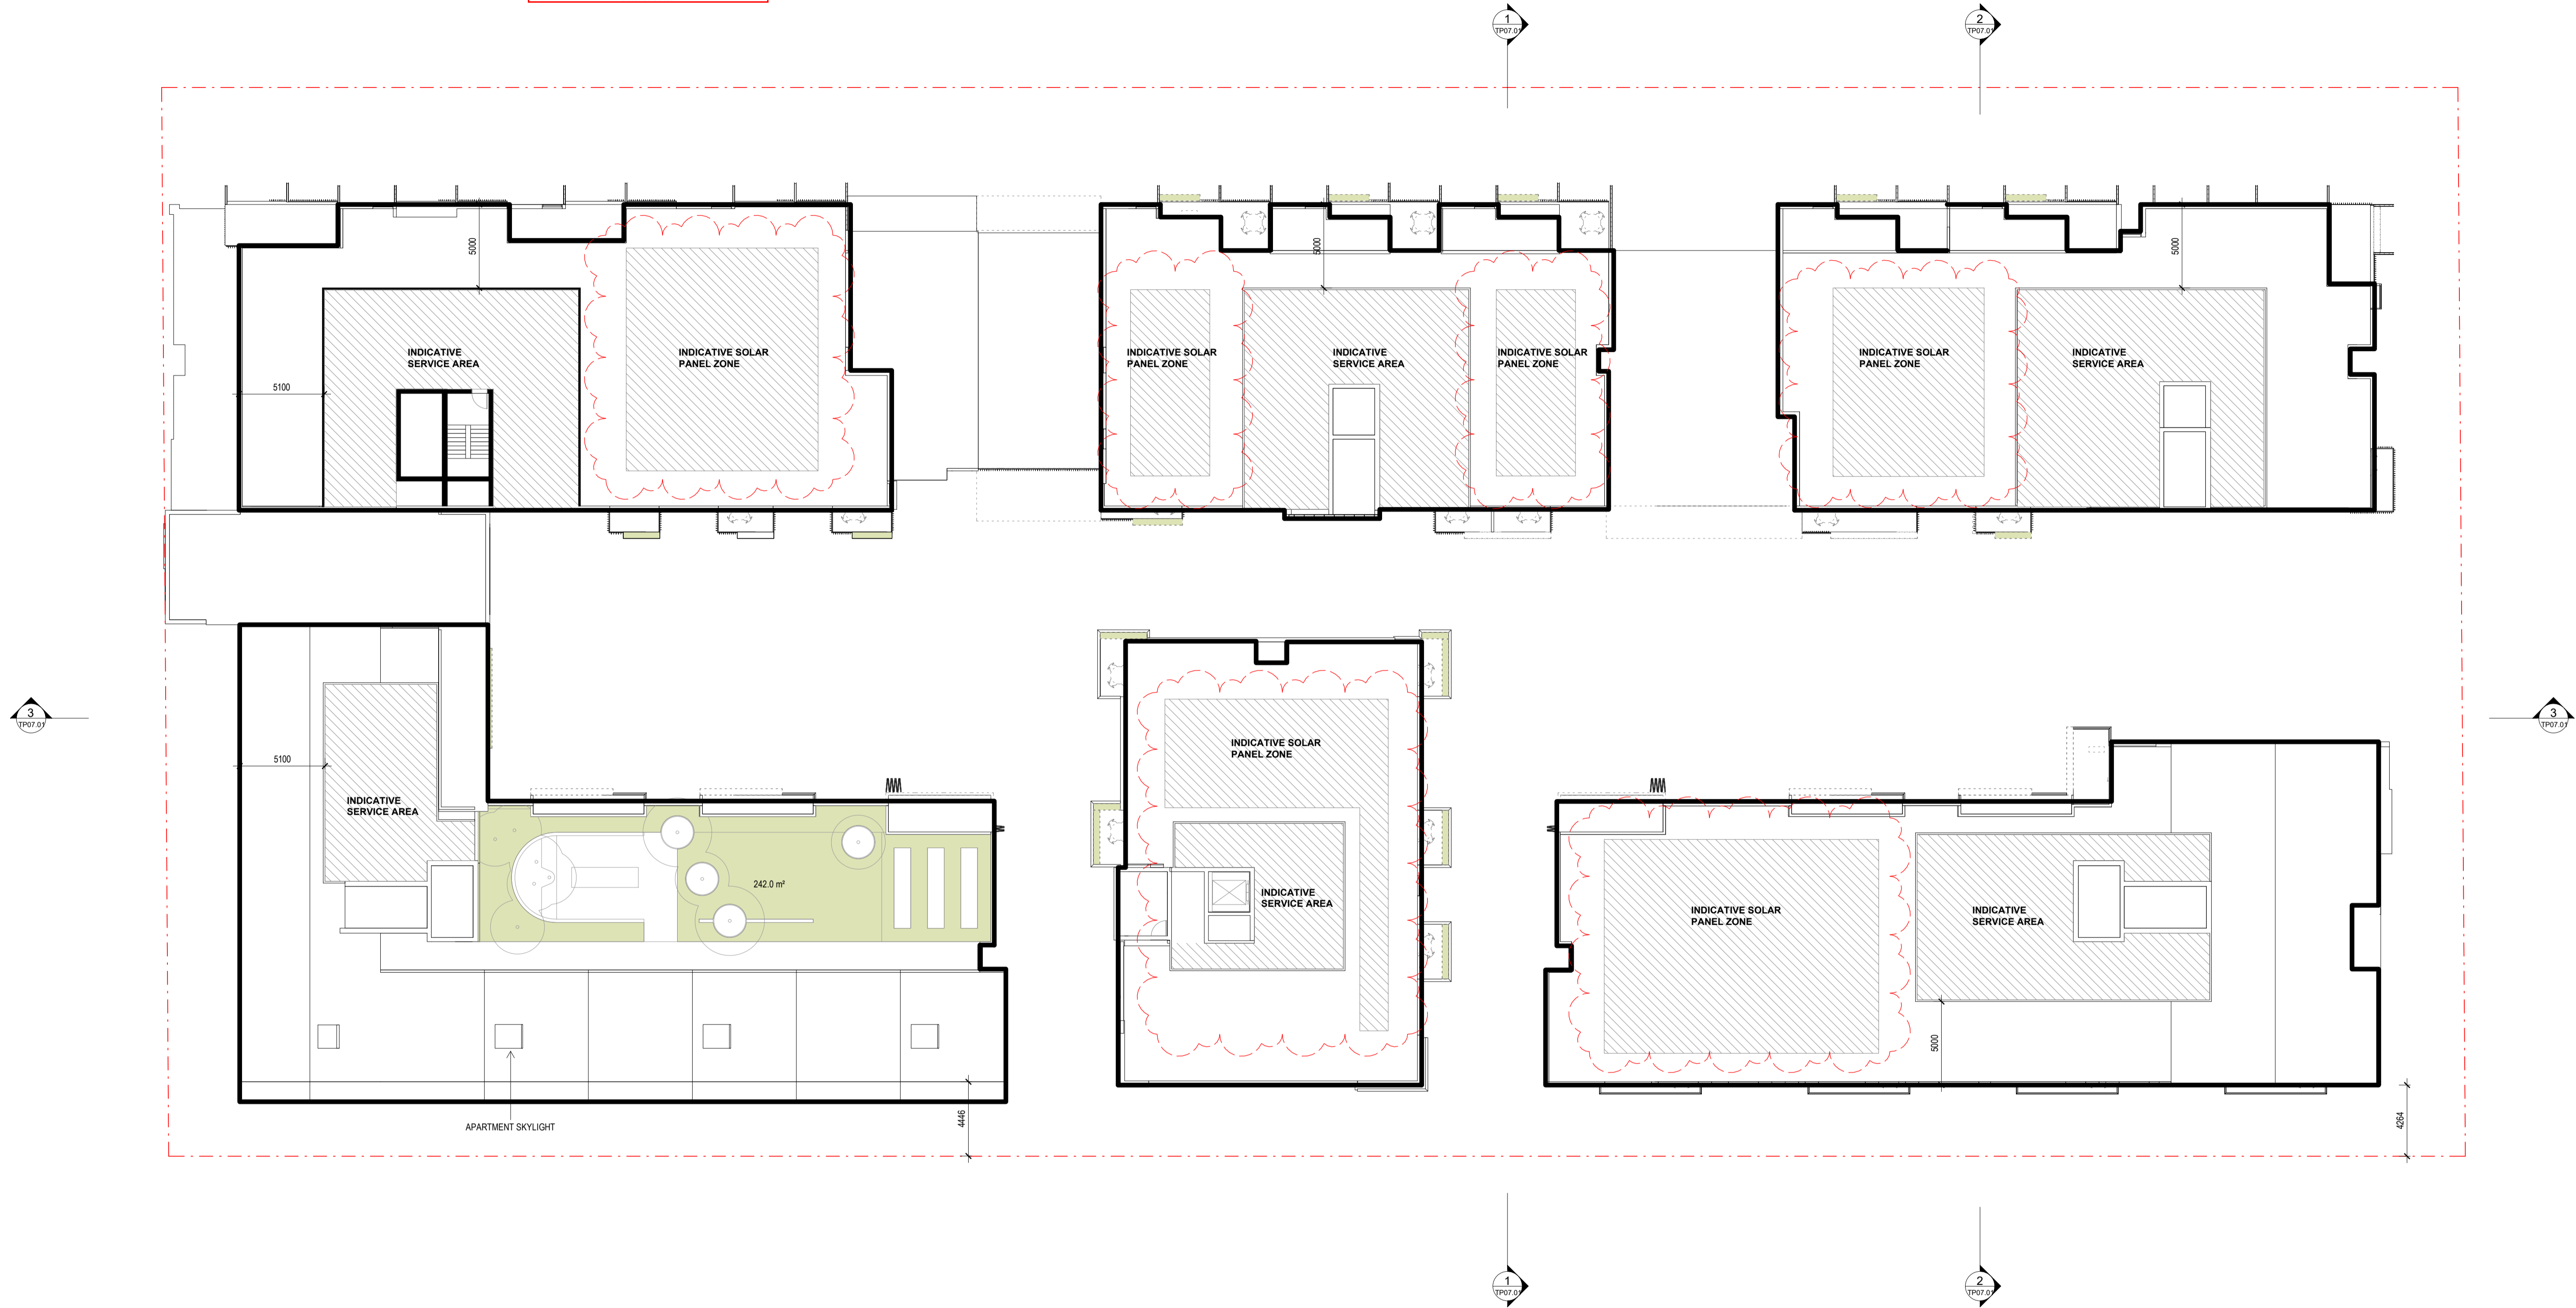 1
TP07.01
2
TP07.01
5000
5000
5000
INDICATIVE
SERVICE AREA
INDICATIVE SOLAR
PANEL ZONE
INDICATIVE SOLAR
PANEL ZONE
INDICATIVE
SERVICE AREA
INDICATIVE SOLAR
PANEL ZONE
INDICATIVE SOLAR
PANEL ZONE
INDICATIVE
SERVICE AREA
5100
3
TP07.01
3
TP07.01
INDICATIVE SOLAR
PANEL ZONE
5100
INDICATIVE
SERVICE AREA
242.0 m²
INDICATIVE
SERVICE AREA
INDICATIVE SOLAR
PANEL ZONE
INDICATIVE
SERVICE AREA
5000
4446
4264
APARTMENT SKYLIGHT
1
TP07.01
2
TP07.01